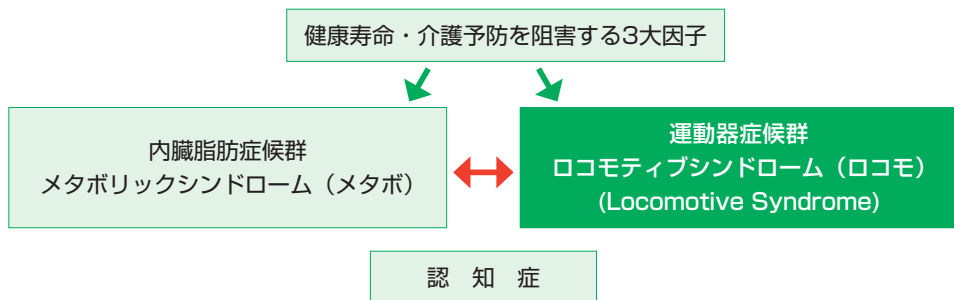 健康寿命・介護予防を阻害する3大因子
内臓脂肪症候群
メタボリックシンドローム（メタボ）
運動器症候群
ロコモティブシンドローム（ロコモ）
(Locomotive Syndrome)
認　知　症